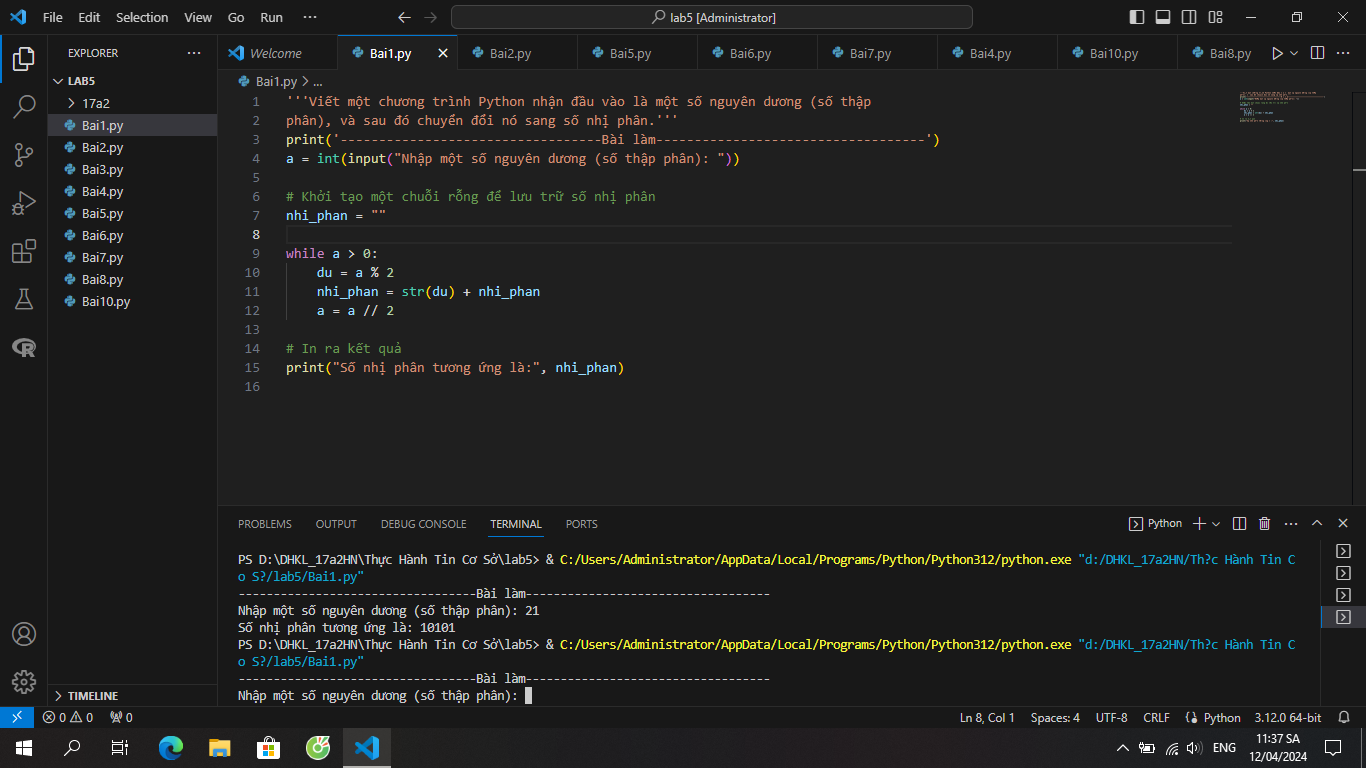 File Edit Selection View Go Run ··· lab5 [Administrator]
EXPLORER ···
LAB5
17a2
Bai1.py
Bai2.py
Bai3.py
Bai4.py
Bai5.py
Bai6.py
Bai7.py
Bai8.py
Bai10.py
TIMELINE
Welcome Bai1.py Bai2.py Bai5.py Bai6.py Bai7.py Bai4.py Bai10.py Bai8.py ···
Bai1.py > ...
1 '''Viết một chương trình Python nhận đầu vào là một số nguyên dương (số thập
2 phân), và sau đó chuyển đổi nó sang số nhị phân.'''
3 print('----------------------------------Bài làm-----------------------------------')
4 a = int(input("Nhập một số nguyên dương (số thập phân): "))
5
6 # Khởi tạo một chuỗi rỗng để lưu trữ số nhị phân
7 nhi_phan = ""
8
9 while a > 0:
10     du = a % 2
11     nhi_phan = str(du) + nhi_phan
12     a = a // 2
13
14 # In ra kết quả
15 print("Số nhị phân tương ứng là:", nhi_phan)
16
PROBLEMS OUTPUT DEBUG CONSOLE TERMINAL PORTS Python ···
PS D:\DHKL_17a2HN\Thực Hành Tin Cơ Sở\lab5> & C:/Users/Administrator/AppData/Local/Programs/Python/Python312/python.exe "d:/DHKL_17a2HN/Th?c Hành Tin C
o S?/lab5/Bai1.py"
----------------------------------Bài làm-----------------------------------
Nhập một số nguyên dương (số thập phân): 21
Số nhị phân tương ứng là: 10101
PS D:\DHKL_17a2HN\Thực Hành Tin Cơ Sở\lab5> & C:/Users/Administrator/AppData/Local/Programs/Python/Python312/python.exe "d:/DHKL_17a2HN/Th?c Hành Tin C
o S?/lab5/Bai1.py"
----------------------------------Bài làm-----------------------------------
Nhập một số nguyên dương (số thập phân):
0 0 0 Ln 8, Col 1 Spaces: 4 UTF-8 CRLF Python 3.12.0 64-bit
ENG 11:37 SA
12/04/2024